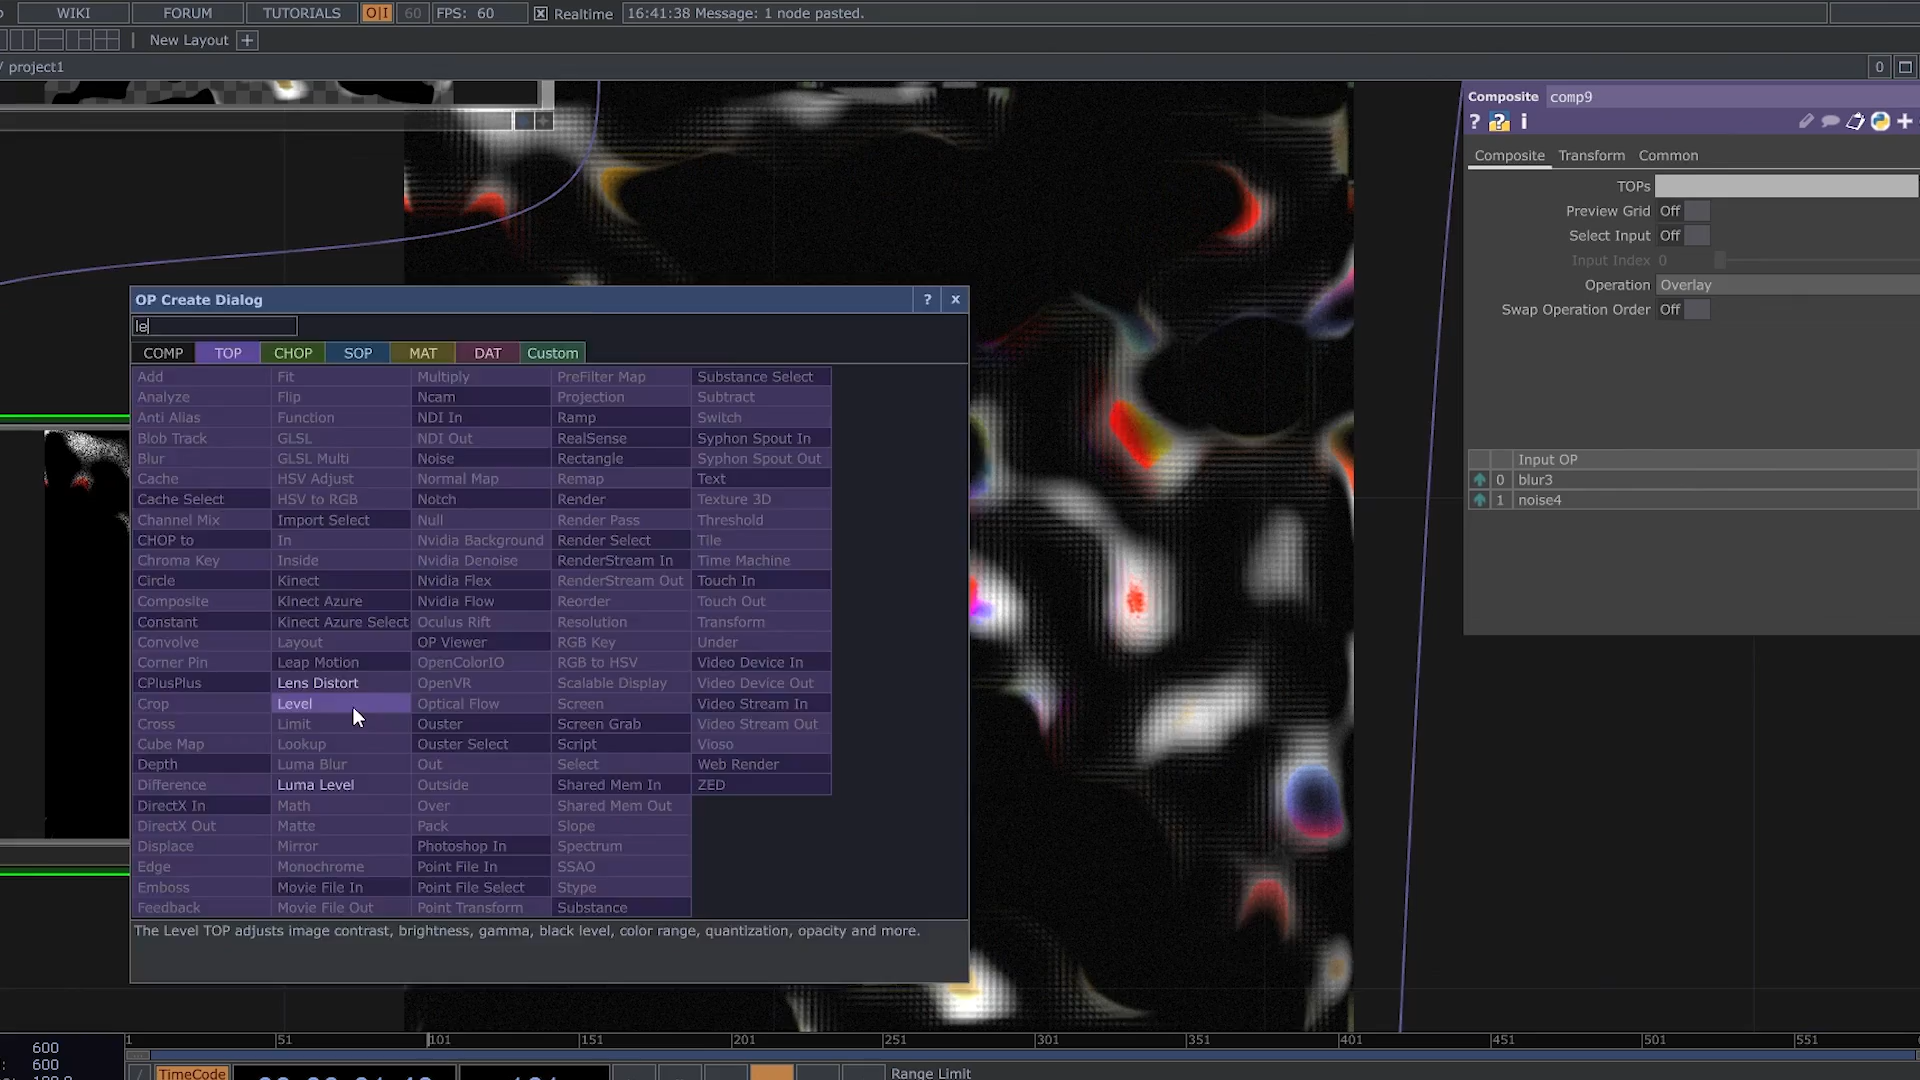 WIKI FORUM TUTORIALS O|I 60 FPS: 60 Realtime 16:41:38 Message: 1 node pasted.
New Layout +
/ project1 0
Composite comp9
? ? i
Composite Transform Common
TOPs
Preview Grid Off
Select Input Off
Input Index 0
Operation Overlay
Swap Operation Order Off
Input OP
0 blur3
1 noise4
OP Create Dialog ? x
le
COMP TOP CHOP SOP MAT DAT Custom
Add Fit Multiply PreFilter Map Substance Select
Analyze Flip Ncam Projection Subtract
Anti Alias Function NDI In Ramp Switch
Blob Track GLSL NDI Out RealSense Syphon Spout In
Blur GLSL Multi Noise Rectangle Syphon Spout Out
Cache HSV Adjust Normal Map Remap Text
Cache Select HSV to RGB Notch Render Texture 3D
Channel Mix Import Select Null Render Pass Threshold
CHOP to In Nvidia Background Render Select Tile
Chroma Key Inside Nvidia Denoise RenderStream In Time Machine
Circle Kinect Nvidia Flex RenderStream Out Touch In
Composite Kinect Azure Nvidia Flow Reorder Touch Out
Constant Kinect Azure Select Oculus Rift Resolution Transform
Convolve Layout OP Viewer RGB Key Under
Corner Pin Leap Motion OpenColorIO RGB to HSV Video Device In
CPlusPlus Lens Distort OpenVR Scalable Display Video Device Out
Crop Level Optical Flow Screen Video Stream In
Cross Limit Ouster Screen Grab Video Stream Out
Cube Map Lookup Ouster Select Script Vioso
Depth Luma Blur Out Select Web Render
Difference Luma Level Outside Shared Mem In ZED
DirectX In Math Over Shared Mem Out
DirectX Out Matte Pack Slope
Displace Mirror Photoshop In Spectrum
Edge Monochrome Point File In SSAO
Emboss Movie File In Point File Select Stype
Feedback Movie File Out Point Transform Substance
The Level TOP adjusts image contrast, brightness, gamma, black level, color range, quantization, opacity and more.
1 51 101 151 201 251 301 351 401 451 501 551
600
600
TimeCode Range Limit